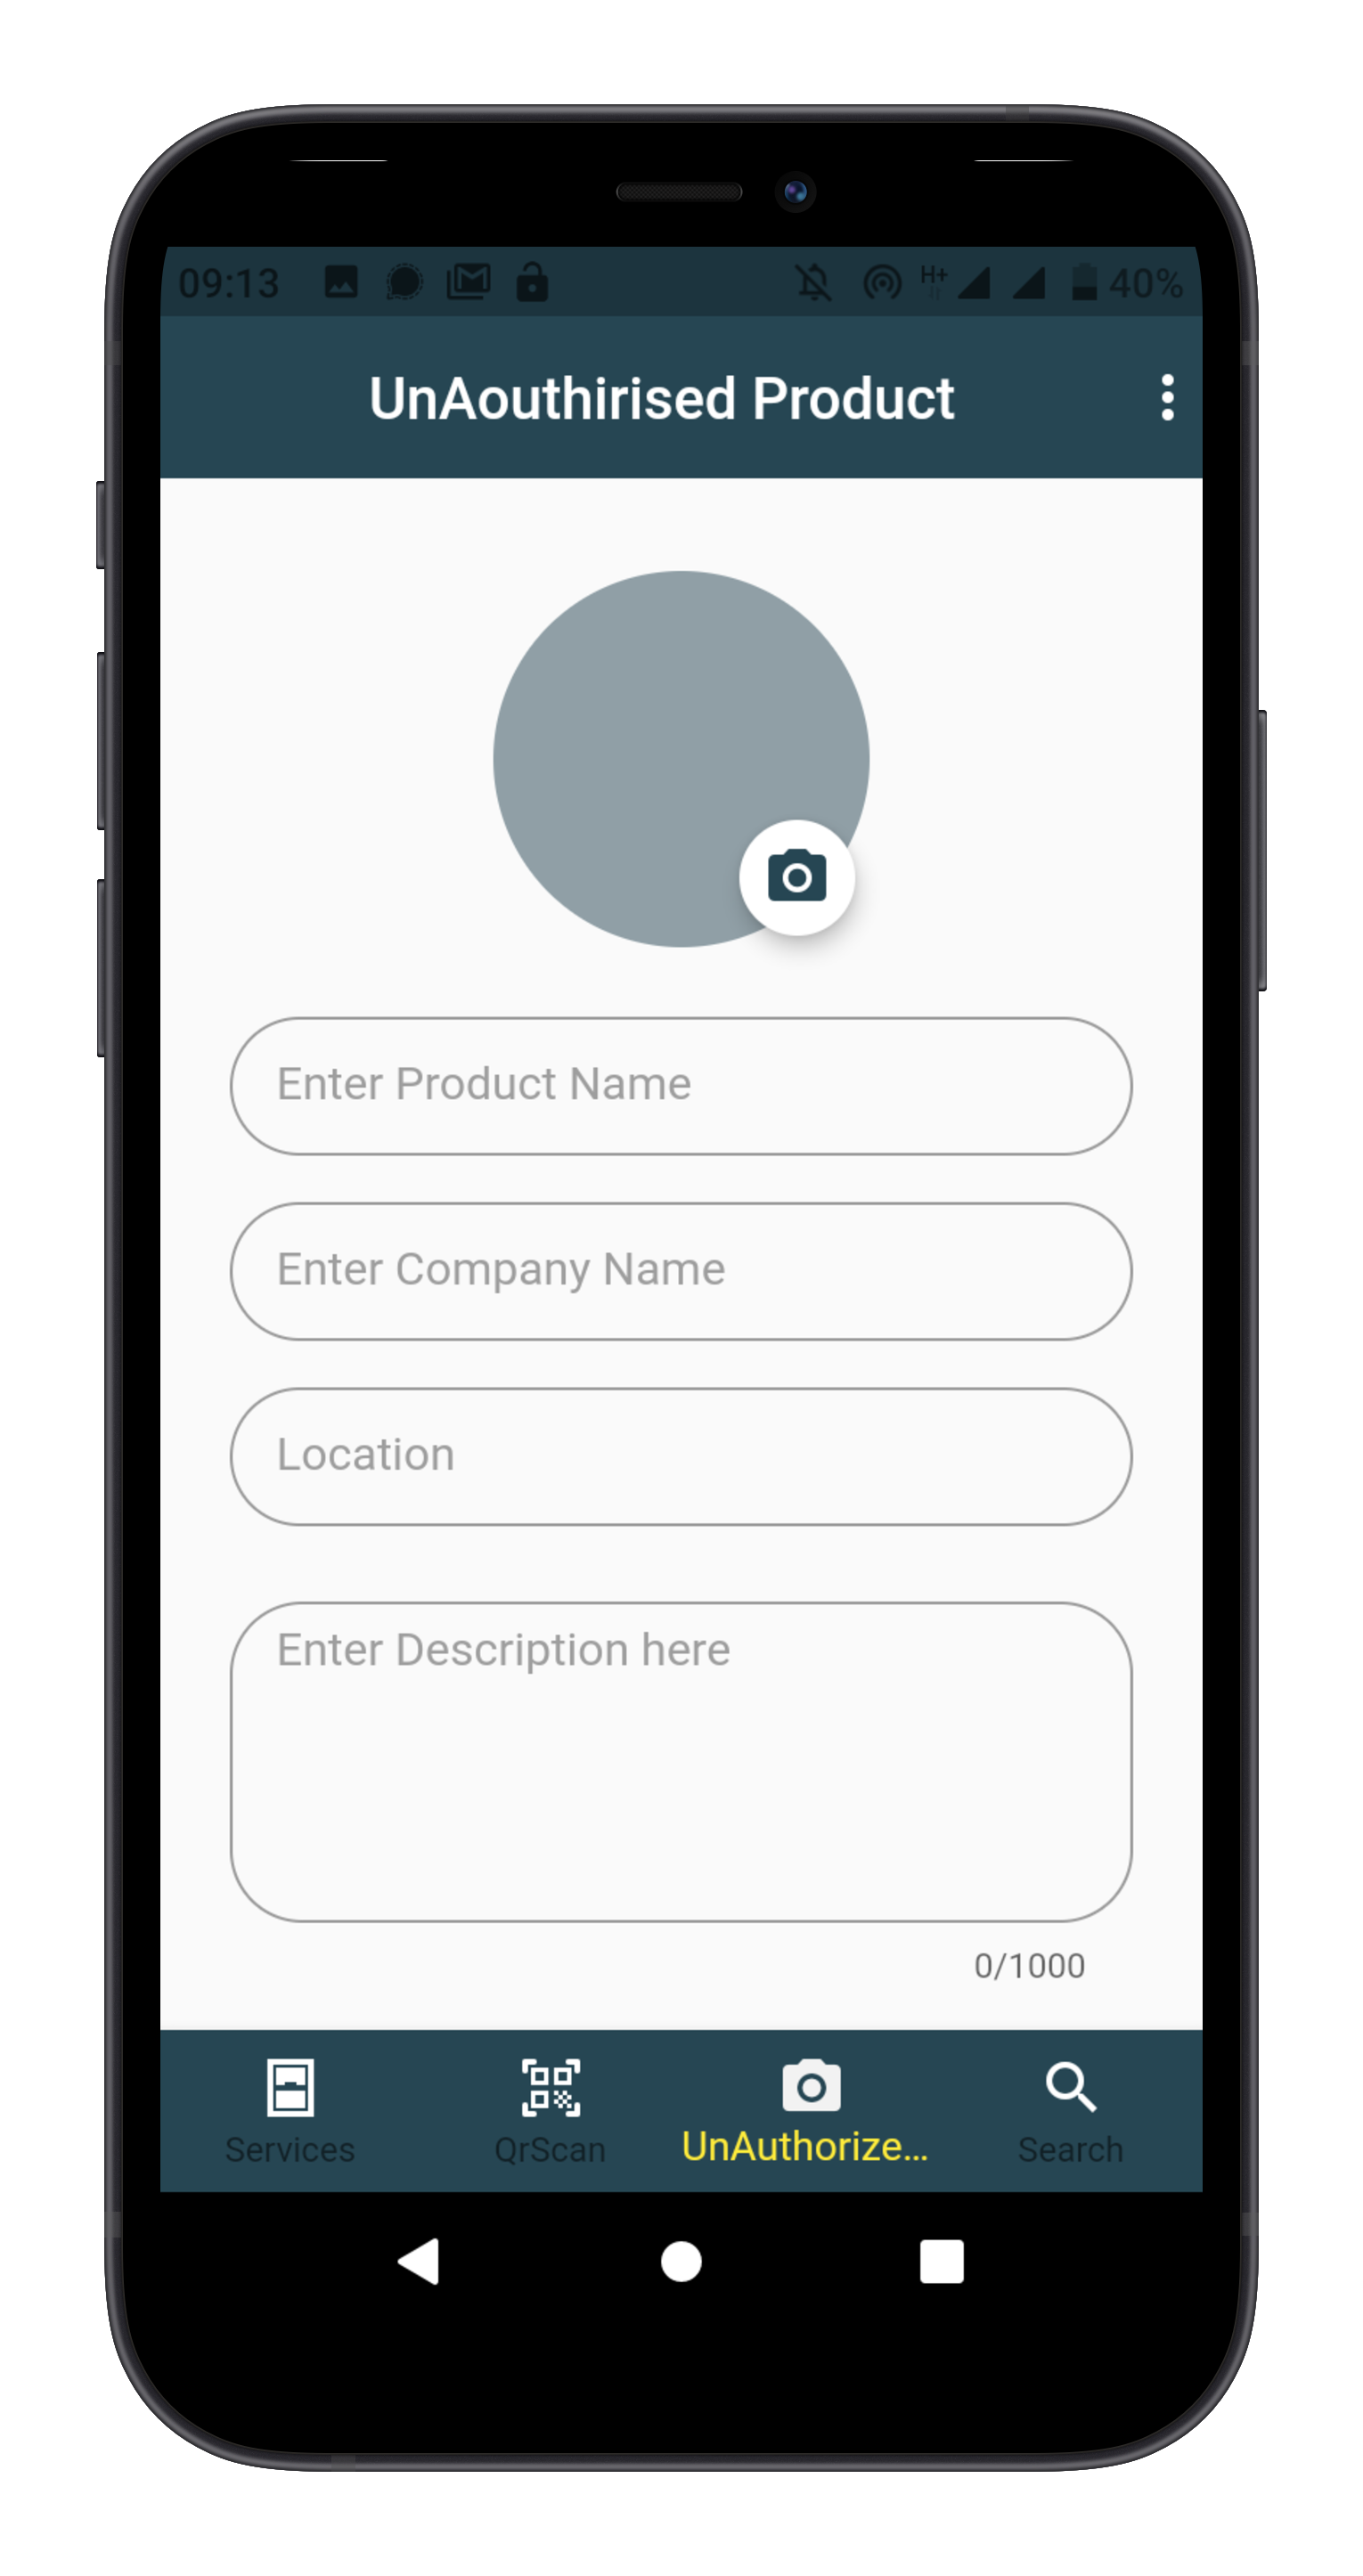 09:13 H+ 40%
UnAouthirised Product
Enter Product Name
Enter Company Name
Location
Enter Description here
0/1000
Services QrScan UnAuthorize... Search